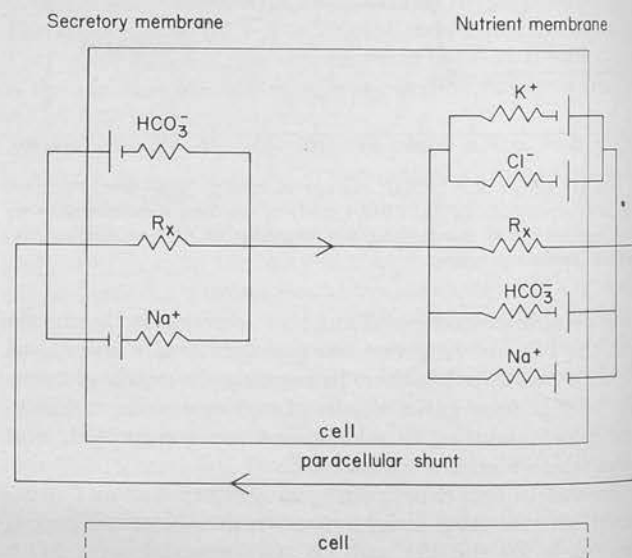 Secretory membrane
Nutrient membrane
K⁺
HCO₃⁻
Cl⁻
Rₓ
Rₓ
HCO₃⁻
Na⁺
Na⁺
cell
paracellular shunt
cell